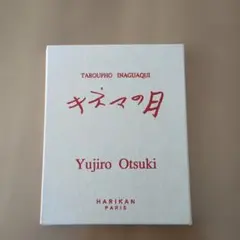 TAROUPHO INAGUAQUI
キネマの月
Yujiro Otsuki
HARIKAN
PARIS